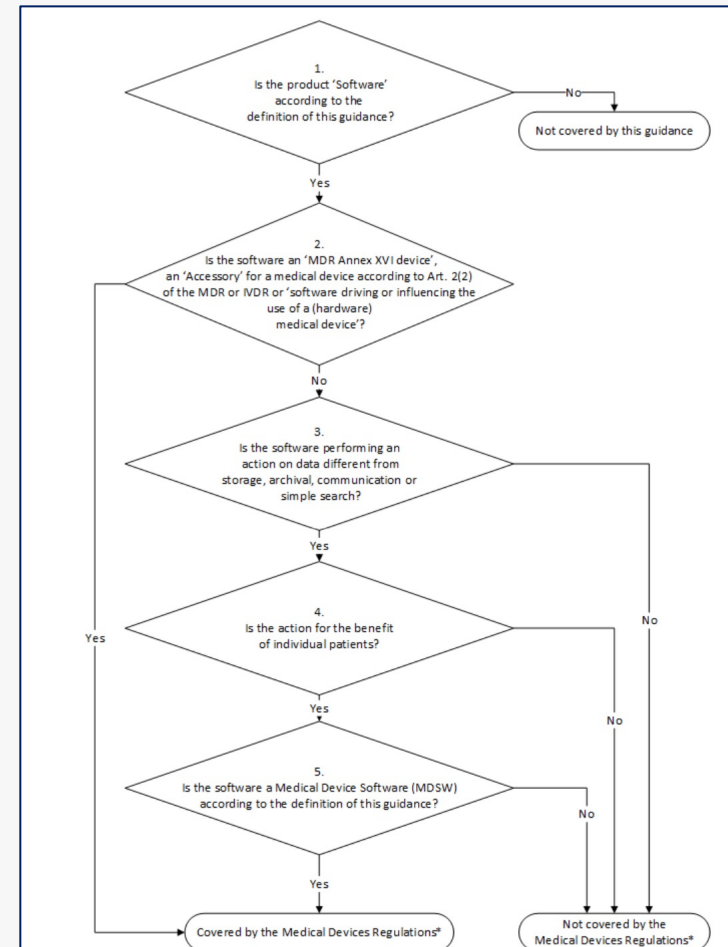 1.
Is the product 'Software'
according to the
definition of this guidance?
No
Not covered by this guidance
Yes
2.
Is the software an 'MDR Annex XVI device',
an 'Accessory' for a medical device according to Art. 2(2)
of the MDR or IVDR or 'software driving or influencing the
use of a (hardware)
medical device'?
No
3.
Is the software performing an
action on data different from
storage, archival, communication or
simple search?
Yes
4.
Is the action for the benefit
of individual patients?
Yes
No
No
Yes
5.
Is the software a Medical Device Software (MDSW)
according to the definition of this guidance?
No
Yes
Covered by the Medical Devices Regulations*
Not covered by the
Medical Devices Regulations*